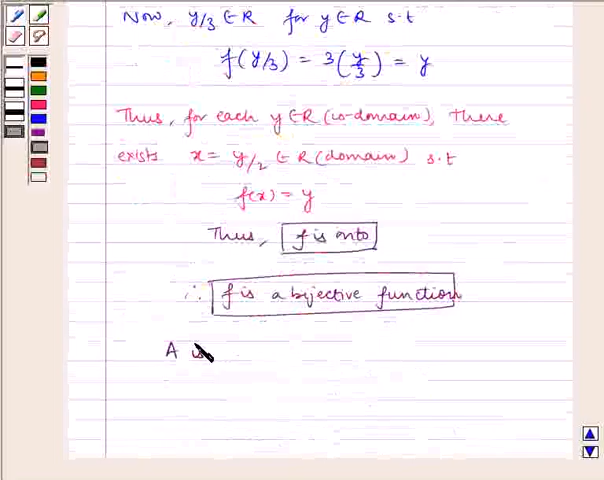 Now, y/3 ∈ R for y ∈ R s.t
f(y/3) = 3(y/3) = y
Thus, for each y ∈ R (co-domain), there
exists x = y/2 ∈ R (domain) s.t
f(x) = y
Thus, f is onto
∴ f is a bijective function
A is